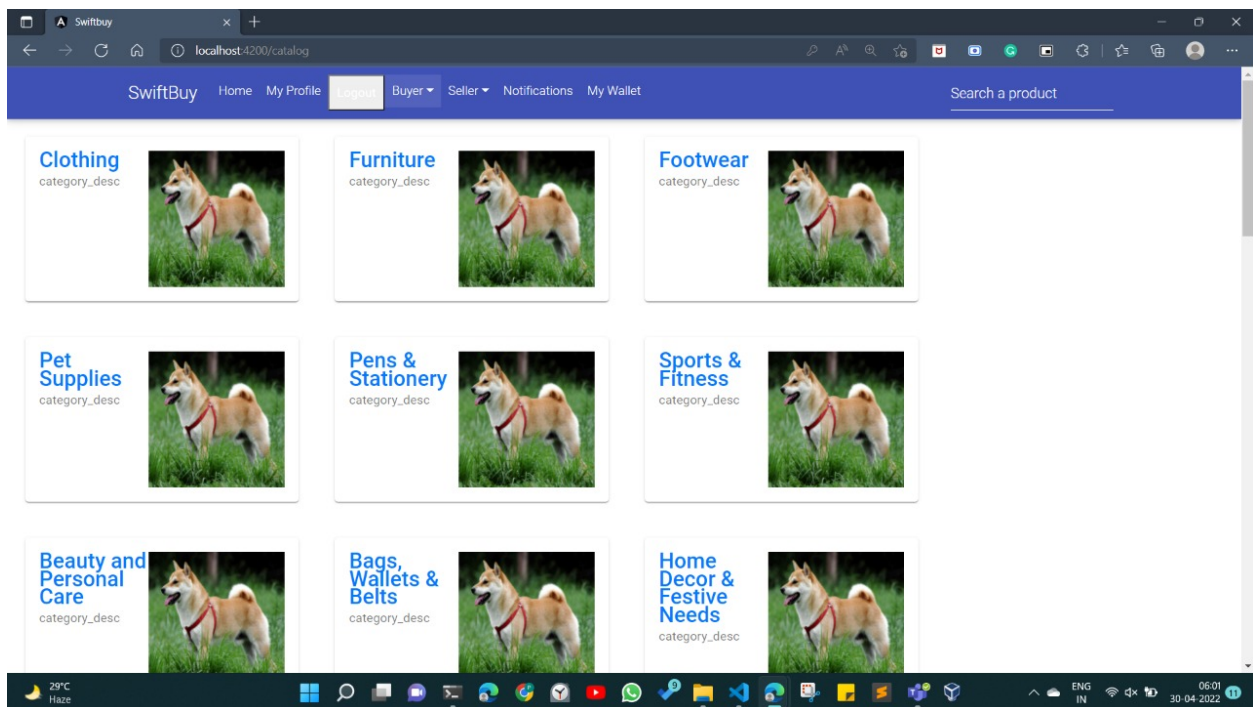 Swiftbuy
localhost:4200/catalog
SwiftBuy Home My Profile Logout Buyer Seller Notifications My Wallet Search a product
Clothing
category_desc
Furniture
category_desc
Footwear
category_desc
Pet
Supplies
category_desc
Pens &
Stationery
category_desc
Sports &
Fitness
category_desc
Beauty and
Personal
Care
category_desc
Bags,
Wallets &
Belts
category_desc
Home
Decor &
Festive
Needs
category_desc
29°C
Haze
9
ENG
IN
06:01
30-04-2022
11